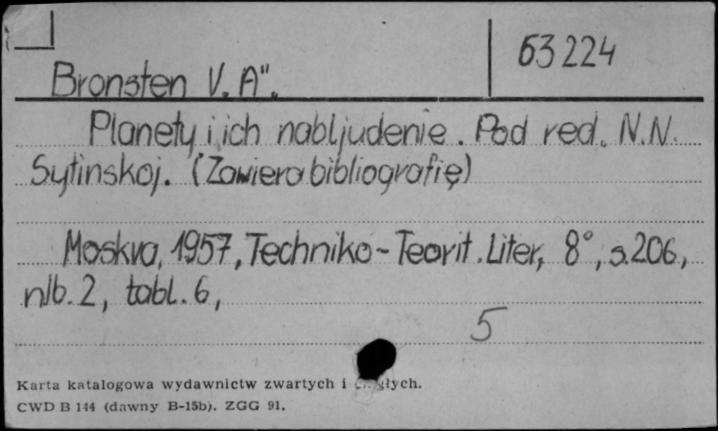 63224
Bronsten V. A".
Planety i ich nabljudenie. Pod red. N.N.
Sytinskoj. (Zawiera bibliografię)
Moskva, 1957, Techniko-Teorit. Liter, 8°, s. 206,
nlb. 2, tabl. 6,
5
Karta katalogowa wydawnictw zwartych i
CWD B 144 (dawny B-15b). ZGG 91.